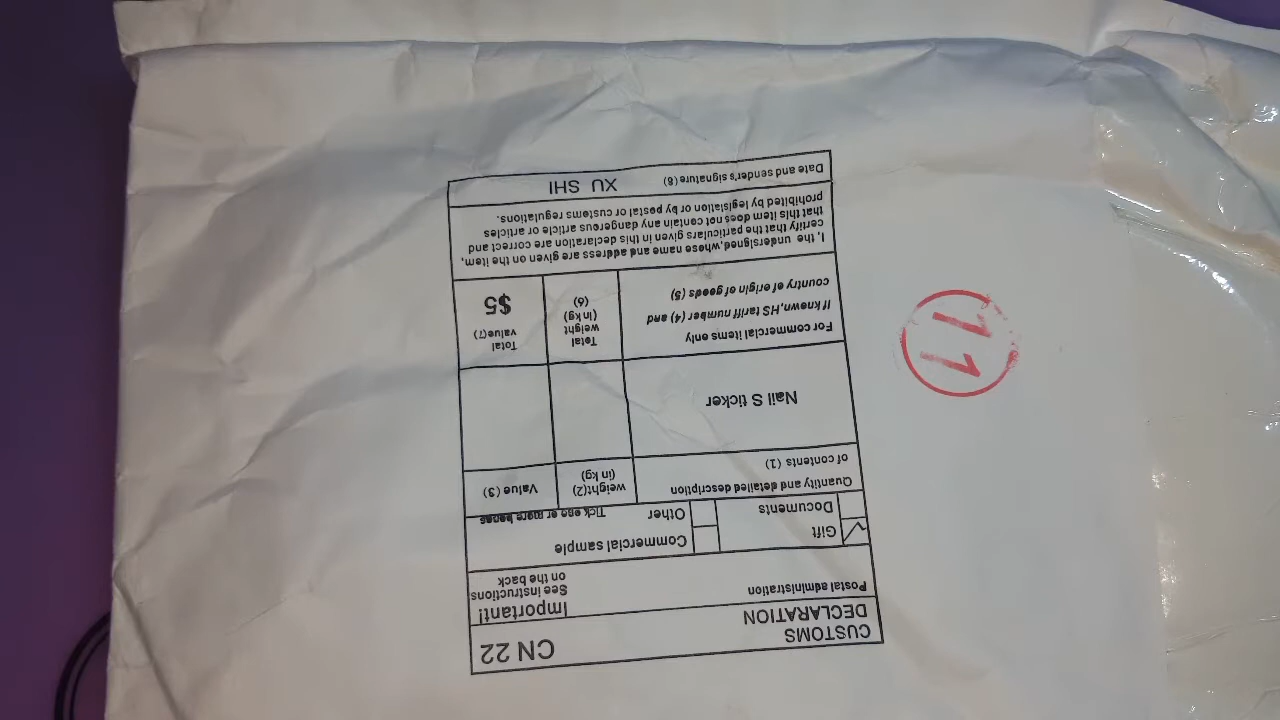 CUSTOMS
DECLARATION
CN 22
Postal administration
Important!
See instructions
on the back
Gift
Commercial sample
Documents
Other
Tick one or more boxes
Quantity and detailed description
of contents (1)
weight(2)
(in kg)
Value (3)
Nail S ticker
For commercial items only
If known, HS tariff number (4) and
country of origin of goods (5)
Total
weight
(in kg)
(6)
Total
value(7)
$5
I, the undersigned, whose name and address are given on the item,
certify that the particulars given in this declaration are correct and
that this item does not contain any dangerous article or articles
prohibited by legislation or by postal or customs regulations.
Date and sender's signature (8)
XU SHI
11